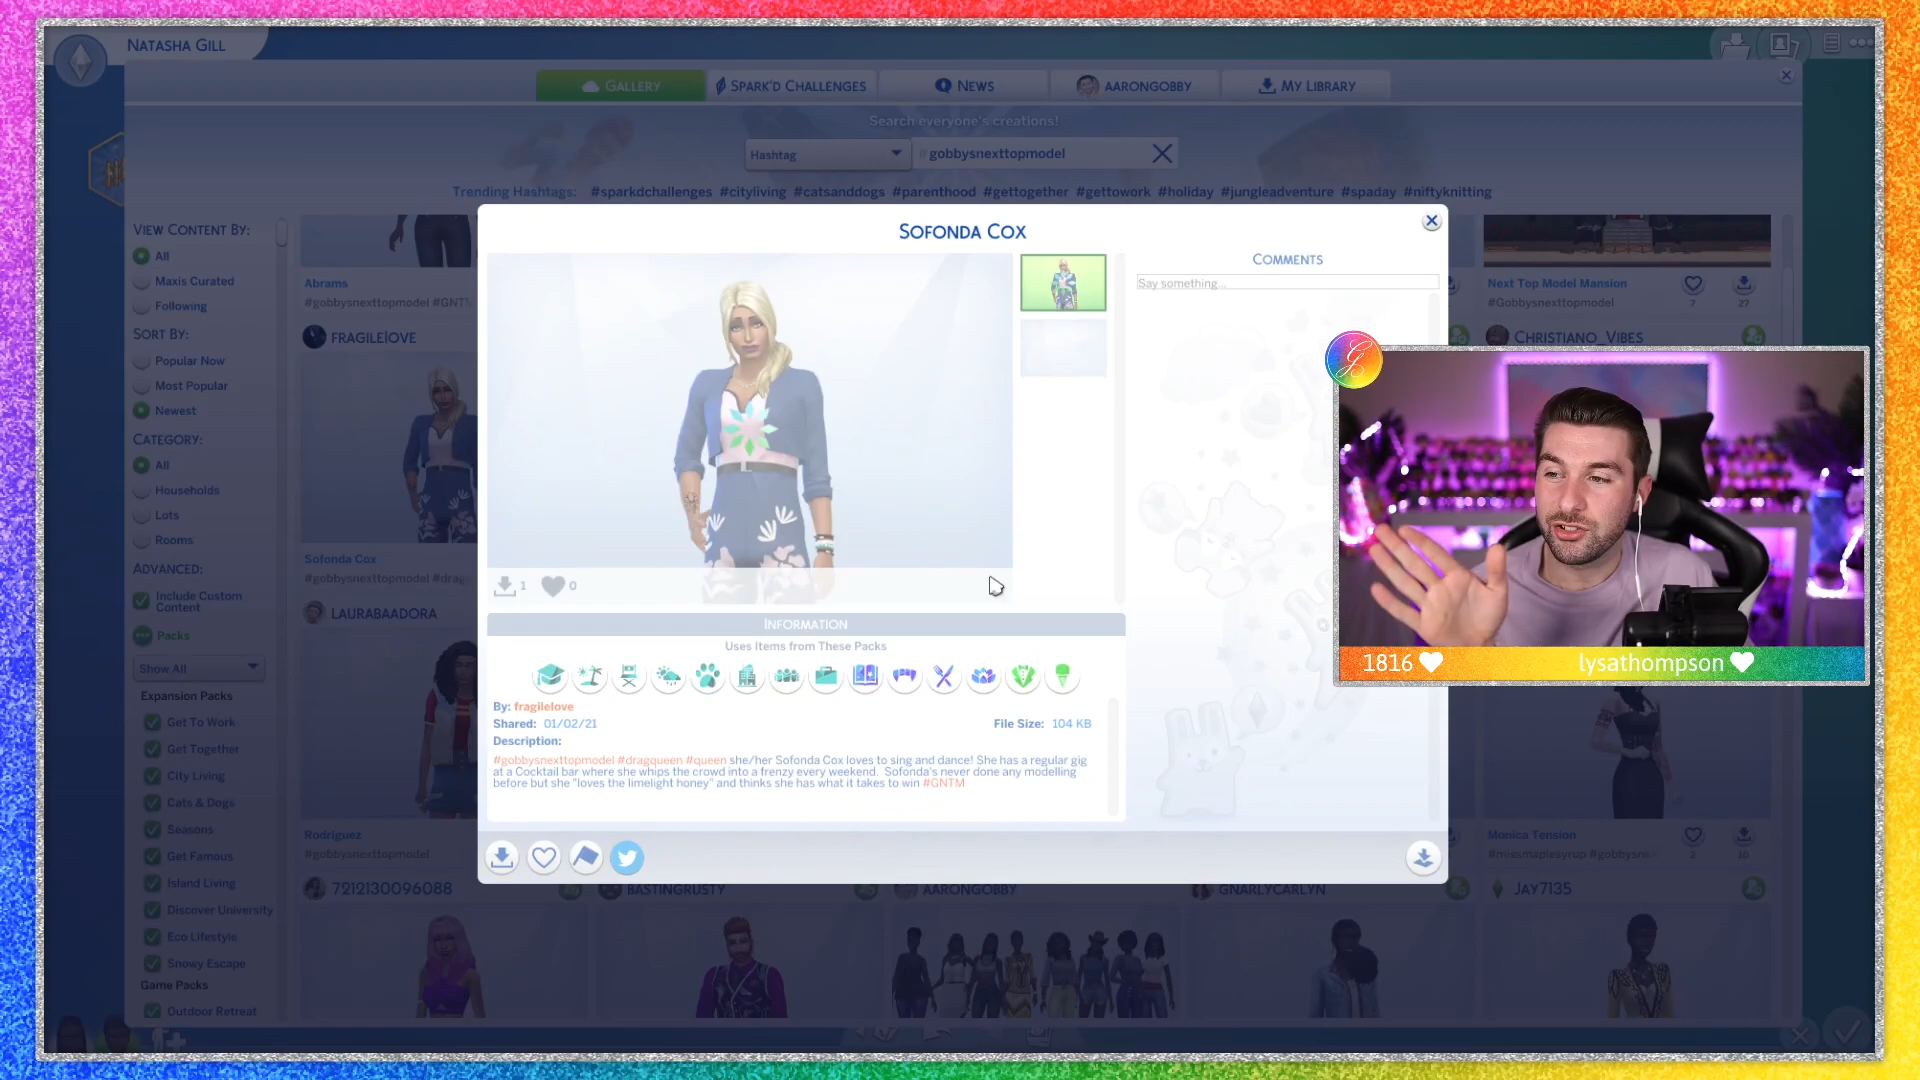 NATASHA GILL
GALLERY
SPARK'D CHALLENGES
NEWS
AARONGOBBY
MY LIBRARY
Search everyone's creations!
Hashtag
#gobbysnexttopmodel
Trending Hashtags: #sparkdchallenges #cityliving #catsanddogs #parenthood #gettogether #gettowork #holiday #jungleadventure #spaday #niftyknitting
VIEW CONTENT BY:
All
Maxis Curated
Following
SORT BY:
Popular Now
Most Popular
Newest
CATEGORY:
All
Households
Lots
Rooms
ADVANCED:
Include Custom
Content
Packs
Show All
Expansion Packs
Get To Work
Get Together
City Living
Cats & Dogs
Seasons
Get Famous
Island Living
Discover University
Eco Lifestyle
Snowy Escape
Game Packs
Outdoor Retreat
Abrams
#gobbysnexttopmodel
FRAGILELOVE
Sofonda Cox
#gobbysnexttopmodel
LAURABAADORA
Rodriguez
#gobbysnexttopmodel
7212130096088
BASTINGRUSTY
AARONGOBBY
GNARLYCARLYN
JAY7135
SOFONDA COX
1
0
INFORMATION
Uses Items from These Packs
By: fragilelove
Shared: 01/02/21
File Size: 104 KB
Description:
#gobbysnexttopmodel #dragqueen #queen she/her Sofonda Cox loves to sing and dance! She has a regular gig
at a Cocktail bar where she whips the crowd into a frenzy every weekend. Sofonda's never done any modelling
before but she "loves the limelight honey" and thinks she has what it takes to win #GNTM
COMMENTS
Say something...
Next Top Model Mansion
#Gobbysnexttopmodel
7
27
CHRISTIANO_VIBES
G
1816
lysathompson
Monica Tension
#missmaplesyrup #gobbysne...
2
10